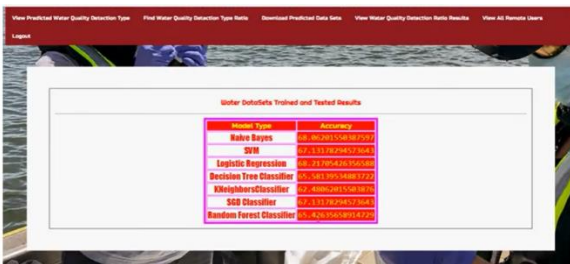 View Predicted Water Quality Detection Type
Find Water Quality Detection Type Ratio
Download Predicted Data Sets
View Water Quality Detection Ratio Results
View All Remote Users
Logout
Water DataSets Trained and Tested Results
Model Type Accuracy
Naive Bayes 68.06201550387597
SVM 67.13178294573643
Logistic Regression 68.21705426356588
Decision Tree Classifier 65.58139534883722
KNeighborsClassifier 62.48062015503876
SGD Classifier 67.13178294573643
Random Forest Classifier 65.42635658914729